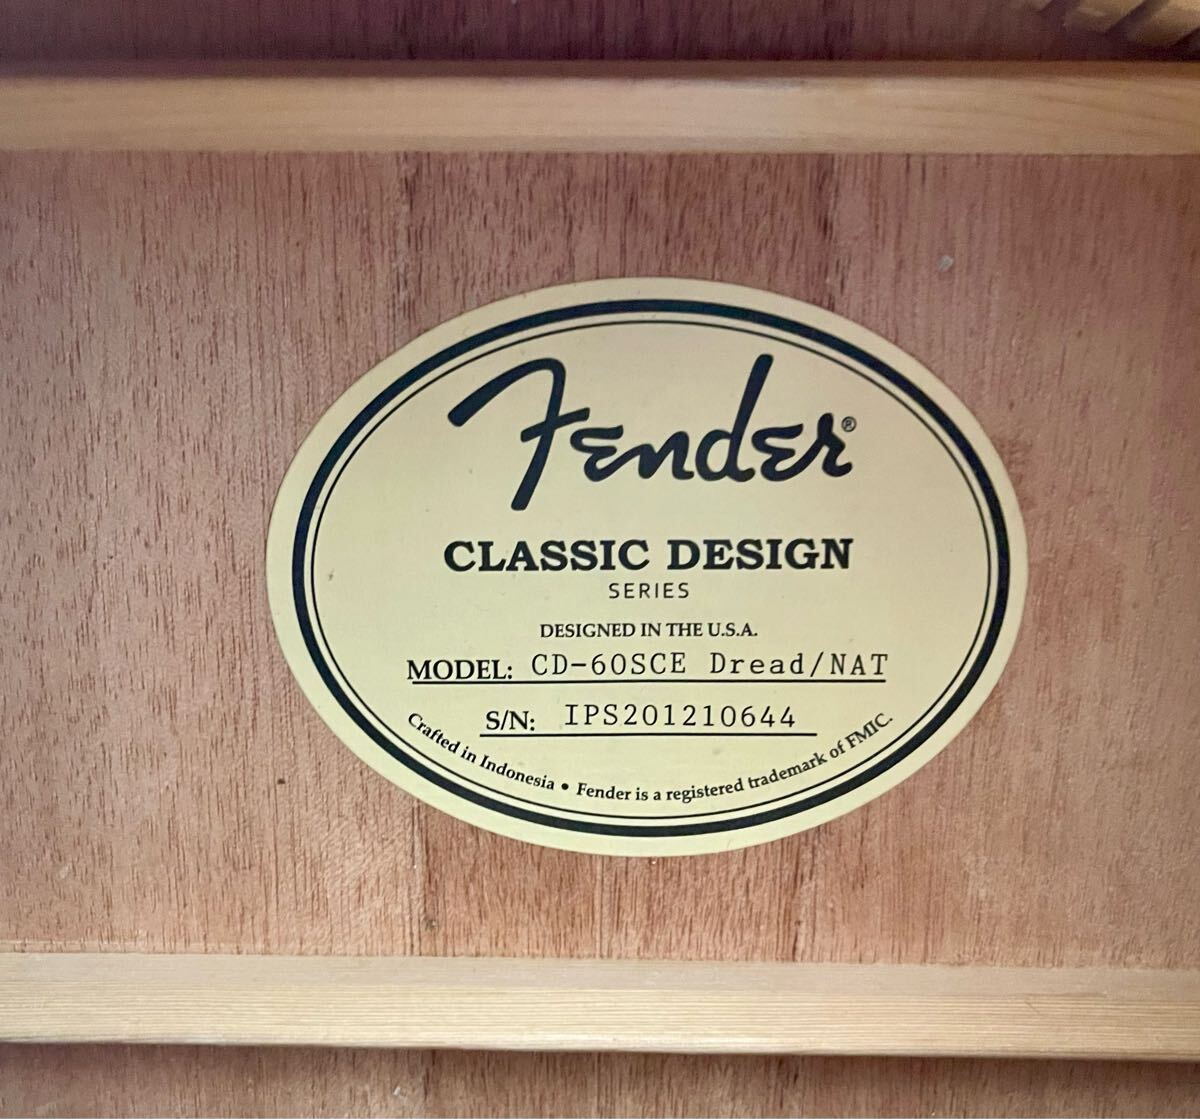 Fender®
CLASSIC DESIGN
SERIES
DESIGNED IN THE U.S.A.
MODEL: CD-60SCE Dread/NAT
S/N: IPS201210644
Crafted in Indonesia • Fender is a registered trademark of FMIC.